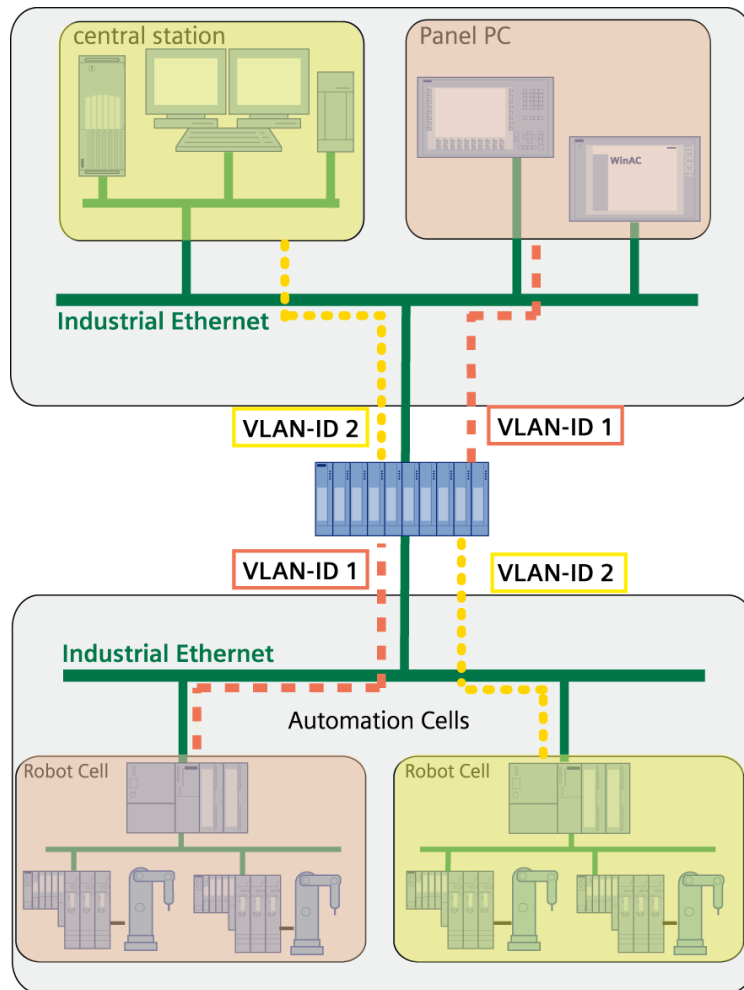 central station
Panel PC
WinAC
Industrial Ethernet
VLAN-ID 2
VLAN-ID 1
VLAN-ID 1
VLAN-ID 2
Industrial Ethernet
Automation Cells
Robot Cell
Robot Cell